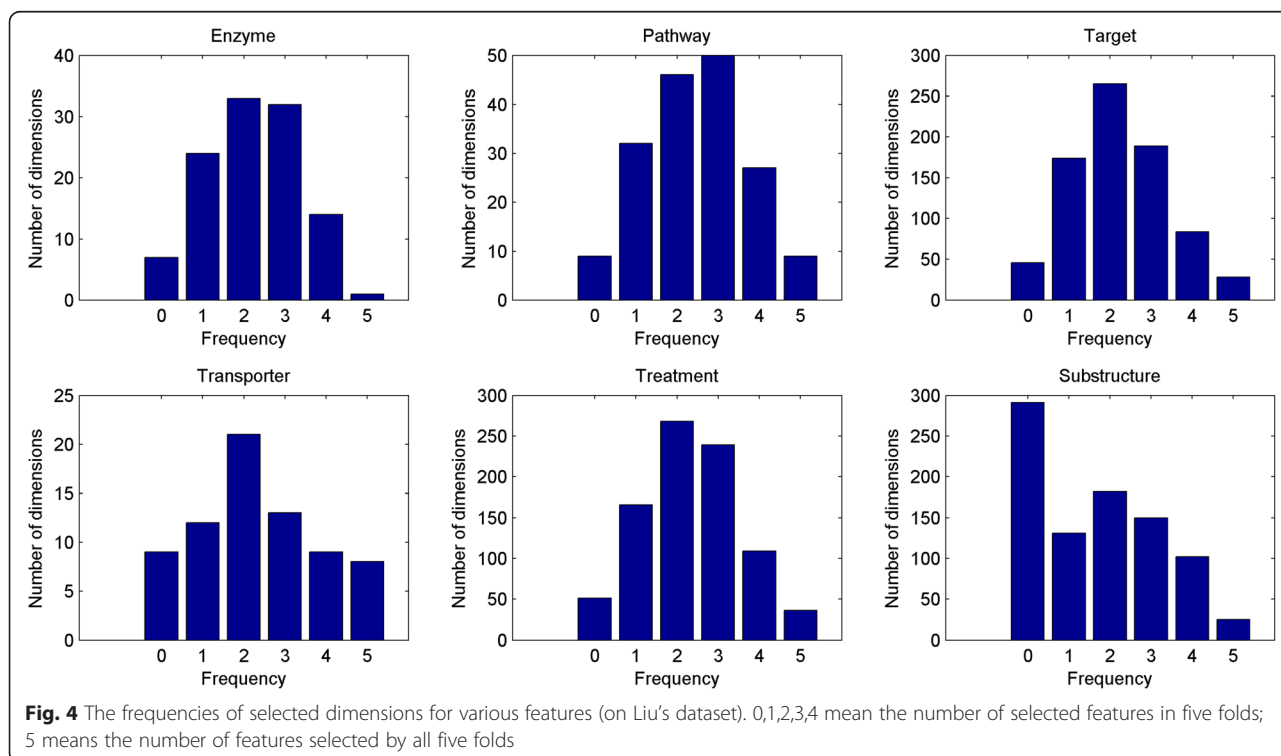 Enzyme
Number of dimensions
40
30
20
10
0
0 1 2 3 4 5
Frequency
Pathway
Number of dimensions
50
40
30
20
10
0
0 1 2 3 4 5
Frequency
Target
Number of dimensions
300
250
200
150
100
50
0
0 1 2 3 4 5
Frequency
Transporter
Number of dimensions
25
20
15
10
5
0
0 1 2 3 4 5
Frequency
Treatment
Number of dimensions
300
250
200
150
100
50
0
0 1 2 3 4 5
Frequency
Substructure
Number of dimensions
300
250
200
150
100
50
0
0 1 2 3 4 5
Frequency
Fig. 4 The frequencies of selected dimensions for various features (on Liu's dataset). 0,1,2,3,4 mean the number of selected features in five folds;
5 means the number of features selected by all five folds